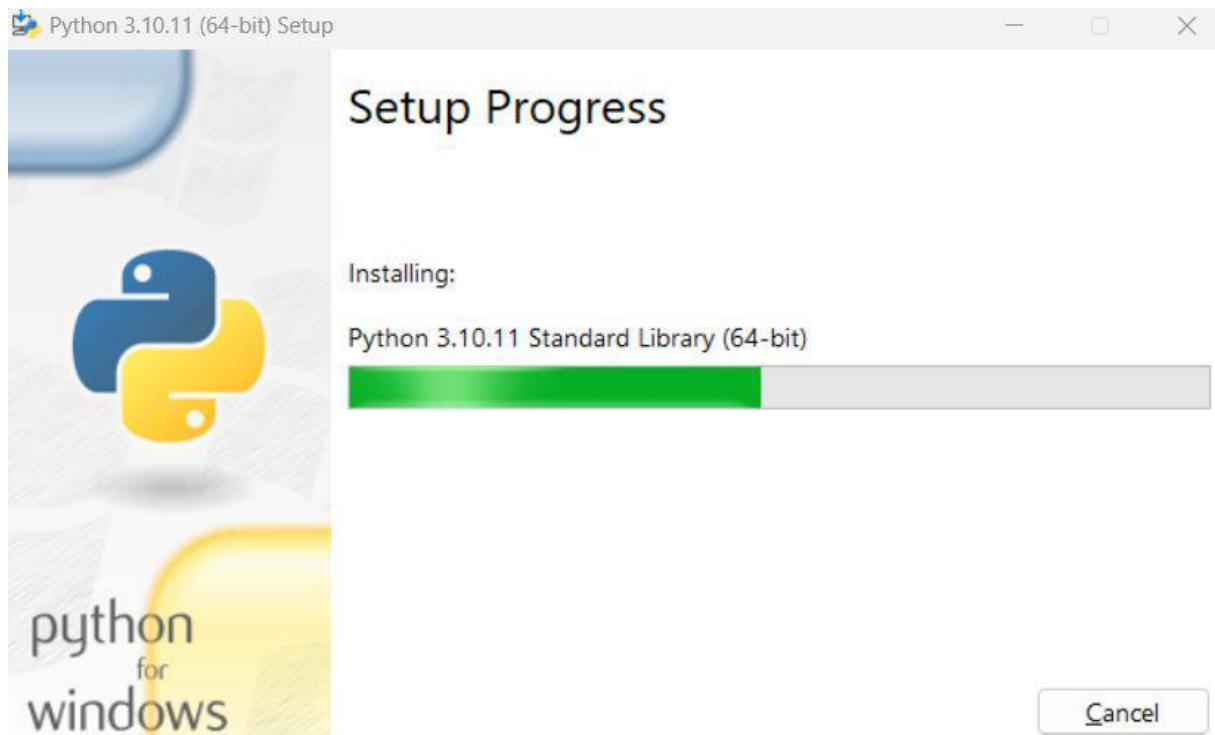 Python 3.10.11 (64-bit) Setup
Setup Progress
Installing:
Python 3.10.11 Standard Library (64-bit)
python
for
windows
Cancel